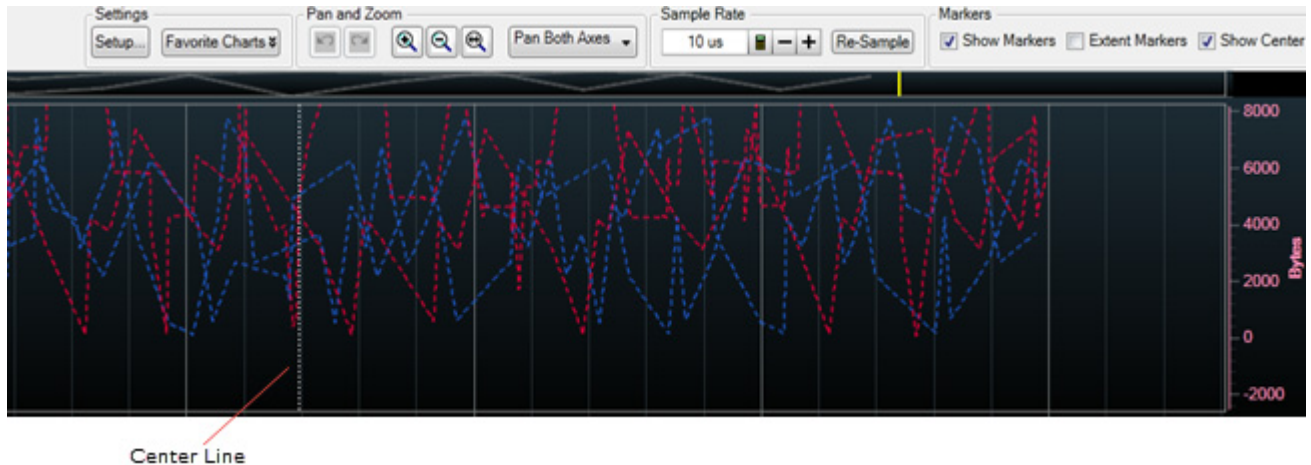 Settings
Pan and Zoom
Sample Rate
Markers
Setup...
Favorite Charts
Pan Both Axes
10 us
Re-Sample
Show Markers
Extent Markers
Show Center
8000
6000
4000
2000
0
-2000
Bytes
Center Line